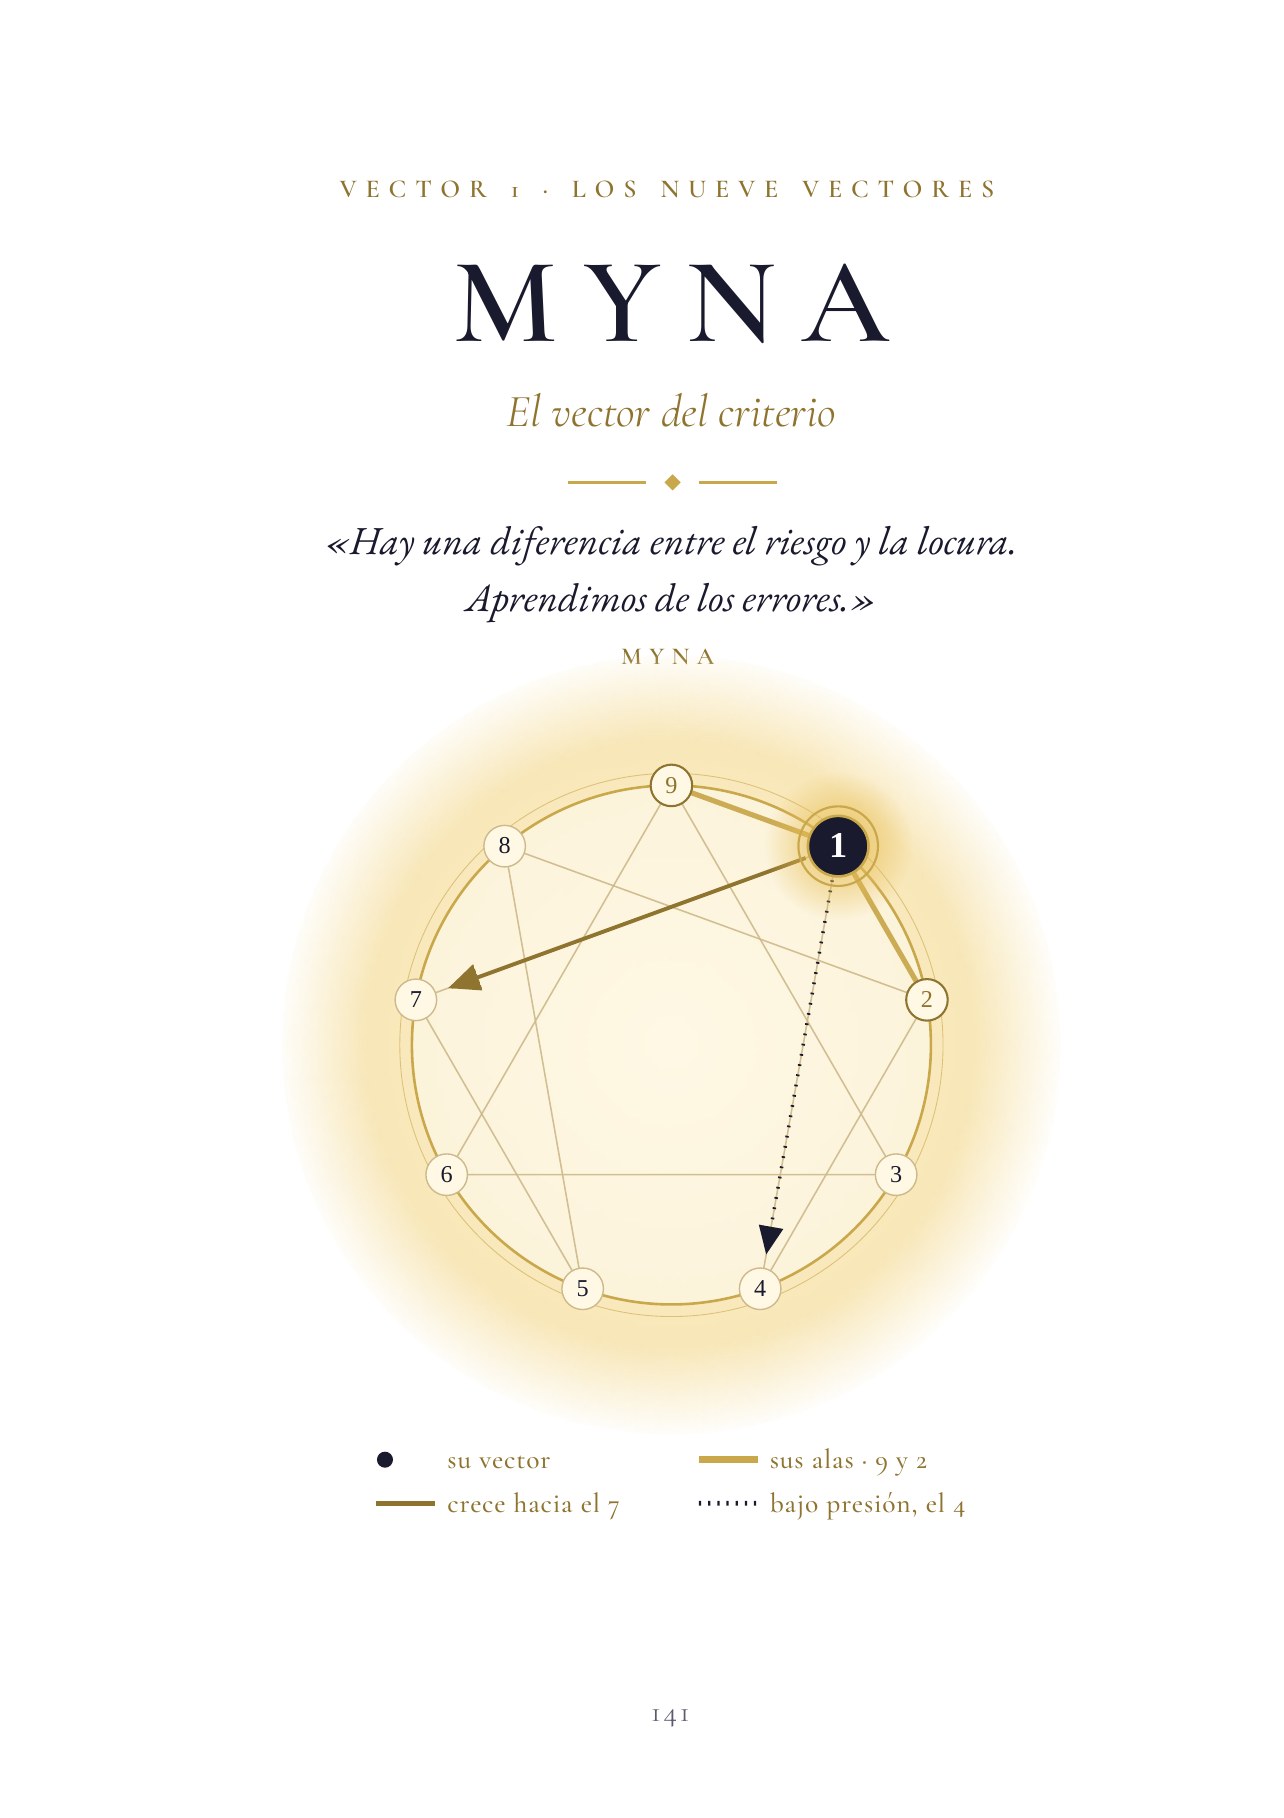 VECTOR 1 · LOS NUEVE VECTORES
MYNA
El vector del criterio
«Hay una diferencia entre el riesgo y la locura.
Aprendimos de los errores.»
MYNA
9
8
1
7
2
6
3
5
4
su vector
sus alas · 9 y 2
crece hacia el 7
bajo presión, el 4
141